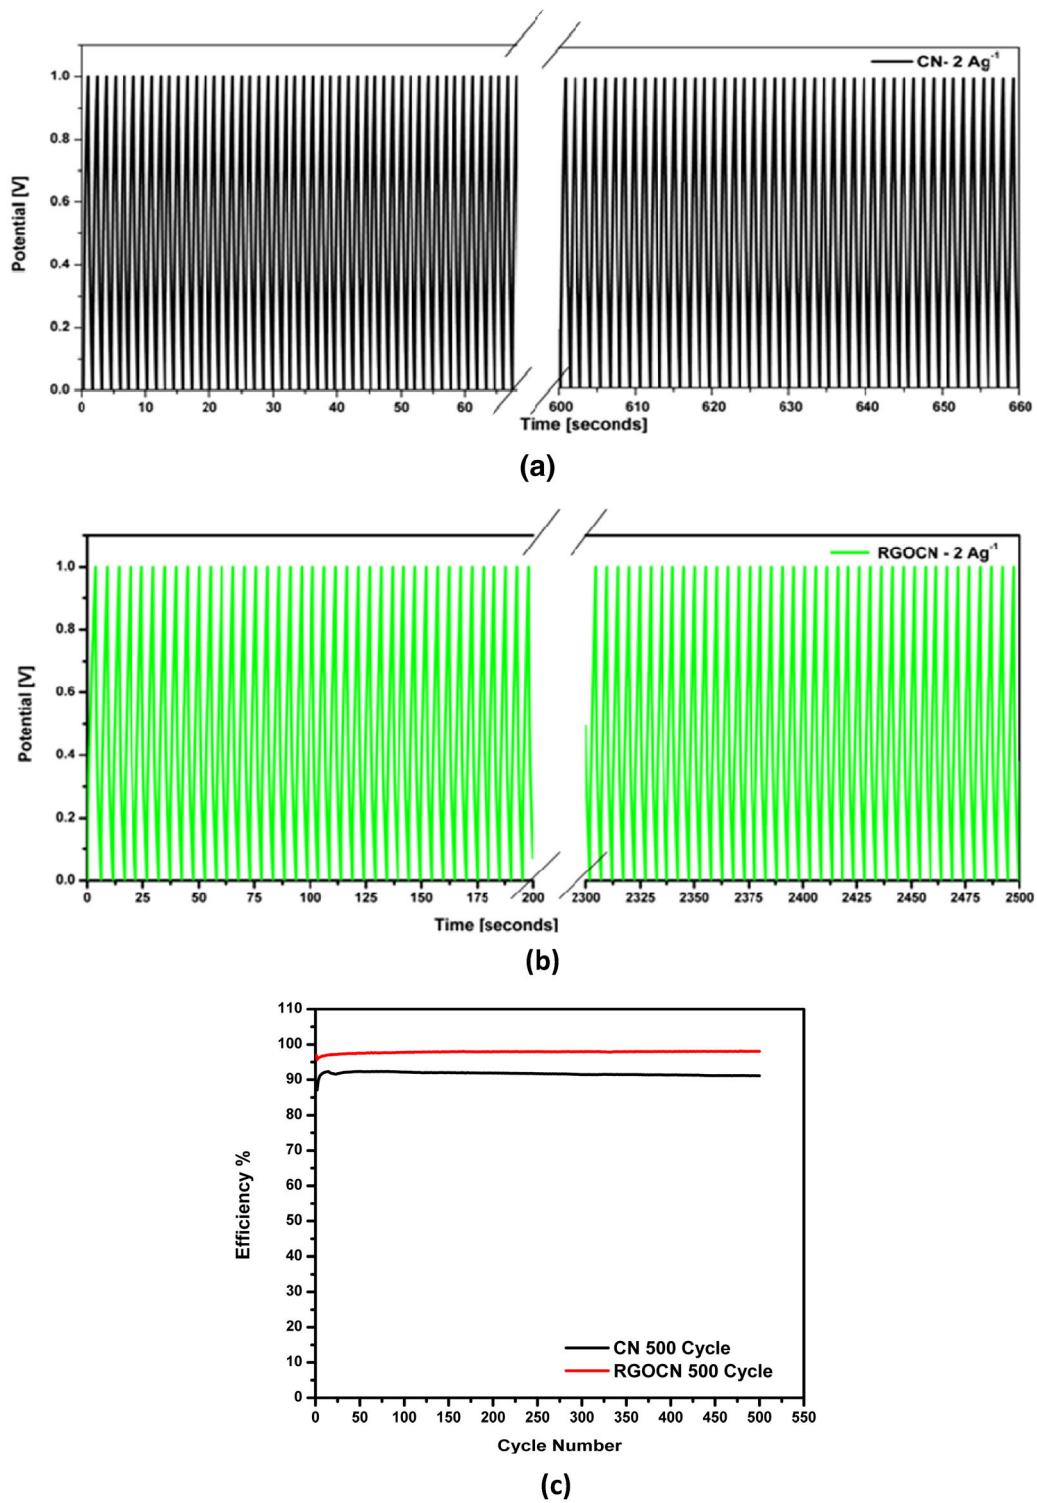 CN- 2 Ag-1
1.0
0.8
0.6
0.4
0.2
0.0
Potential [V]
0 10 20 30 40 50 60 600 610 620 630 640 650 660
Time [seconds]
(a)
RGOCN - 2 Ag-1
1.0
0.8
0.6
0.4
0.2
0.0
Potential [V]
0 25 50 75 100 125 150 175 200 2300 2325 2350 2375 2400 2425 2450 2475 2500
Time [seconds]
(b)
110
100
90
80
70
60
50
40
30
20
10
0
Efficiency %
CN 500 Cycle
RGOCN 500 Cycle
0 50 100 150 200 250 300 350 400 450 500 550
Cycle Number
(c)